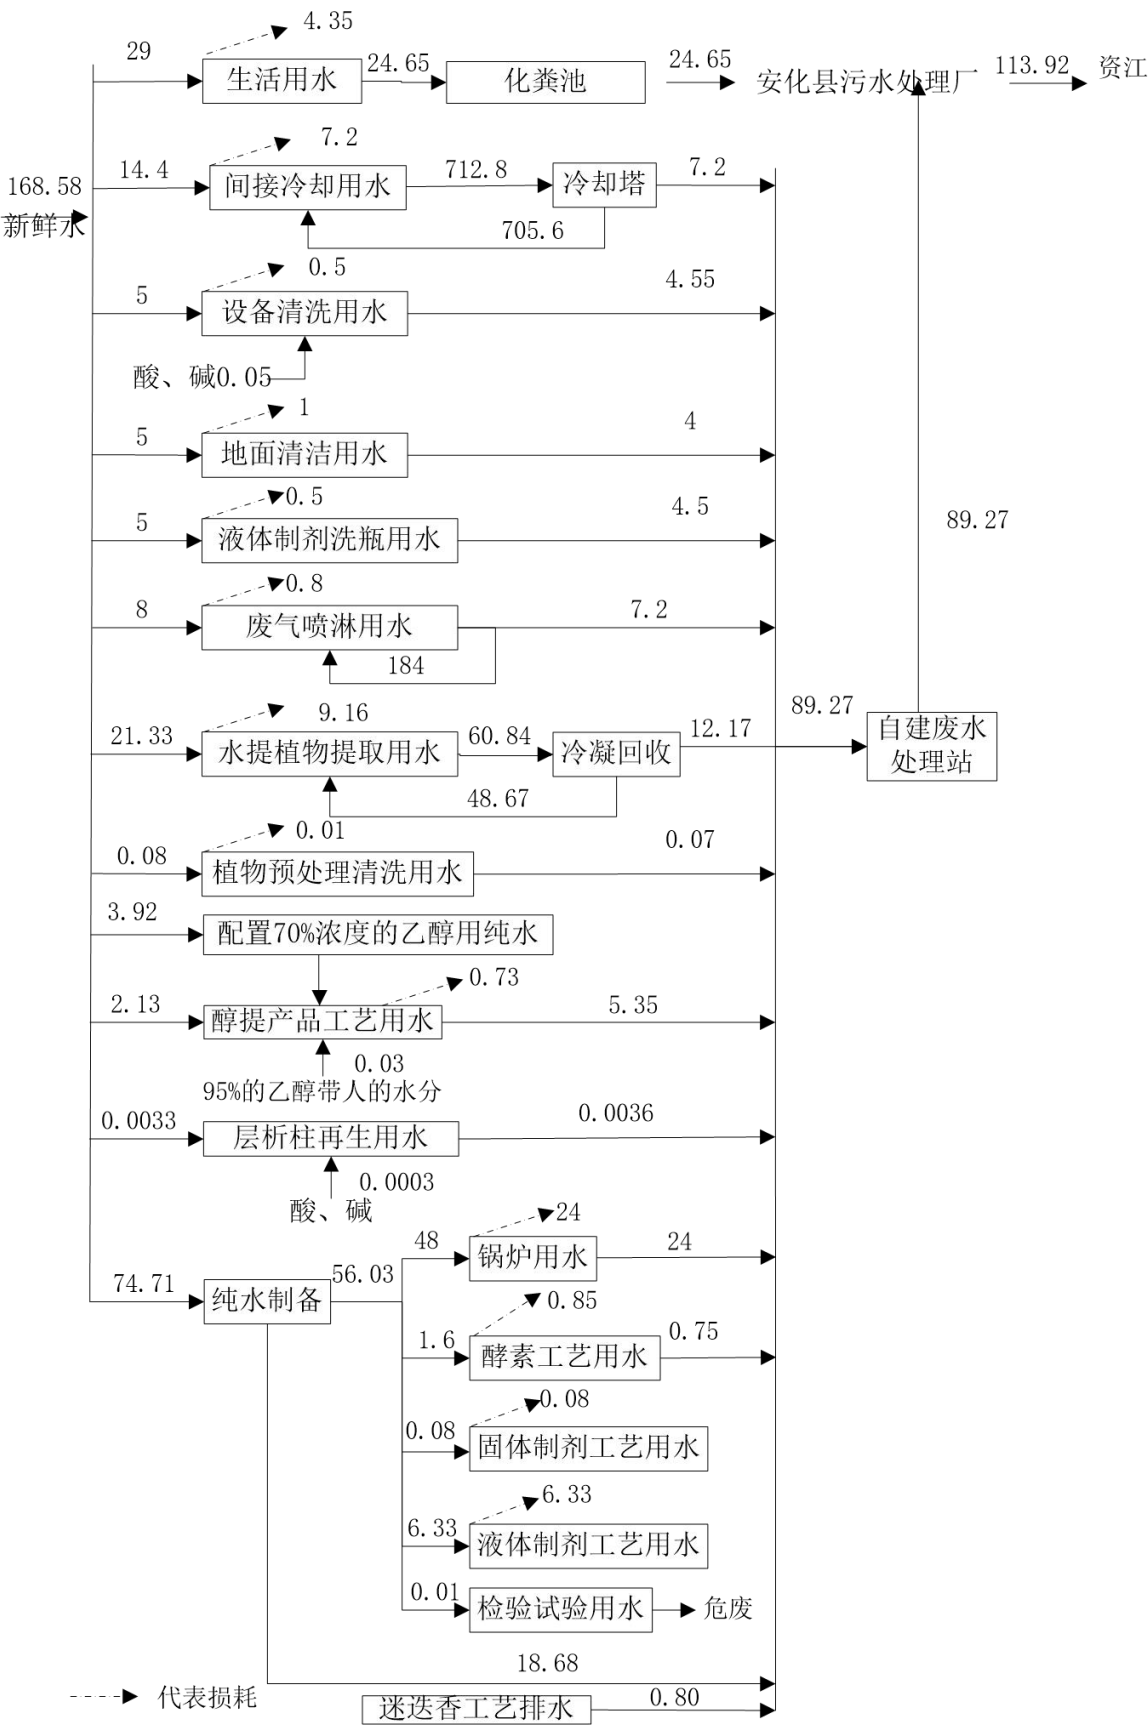 4.35
29
生活用水
24.65
化粪池
24.65
安化县污水处理厂
113.92
资江
7.2
14.4
间接冷却用水
712.8
冷却塔
7.2
168.58
新鲜水
705.6
0.5
5
设备清洗用水
4.55
酸、碱0.05
1
5
地面清洁用水
4
0.5
5
液体制剂洗瓶用水
4.5
89.27
0.8
8
废气喷淋用水
7.2
184
9.16
21.33
水提植物提取用水
60.84
冷凝回收
12.17
89.27
自建废水
处理站
48.67
0.01
0.08
植物预处理清洗用水
0.07
3.92
配置70%浓度的乙醇用纯水
0.73
2.13
醇提产品工艺用水
5.35
0.03
95%的乙醇带人的水分
0.0033
层析柱再生用水
0.0036
0.0003
酸、碱
24
48
锅炉用水
24
74.71
纯水制备
56.03
0.85
1.6
酵素工艺用水
0.75
0.08
0.08
固体制剂工艺用水
6.33
6.33
液体制剂工艺用水
0.01
检验试验用水
危废
18.68
代表损耗
迷迭香工艺排水
0.80